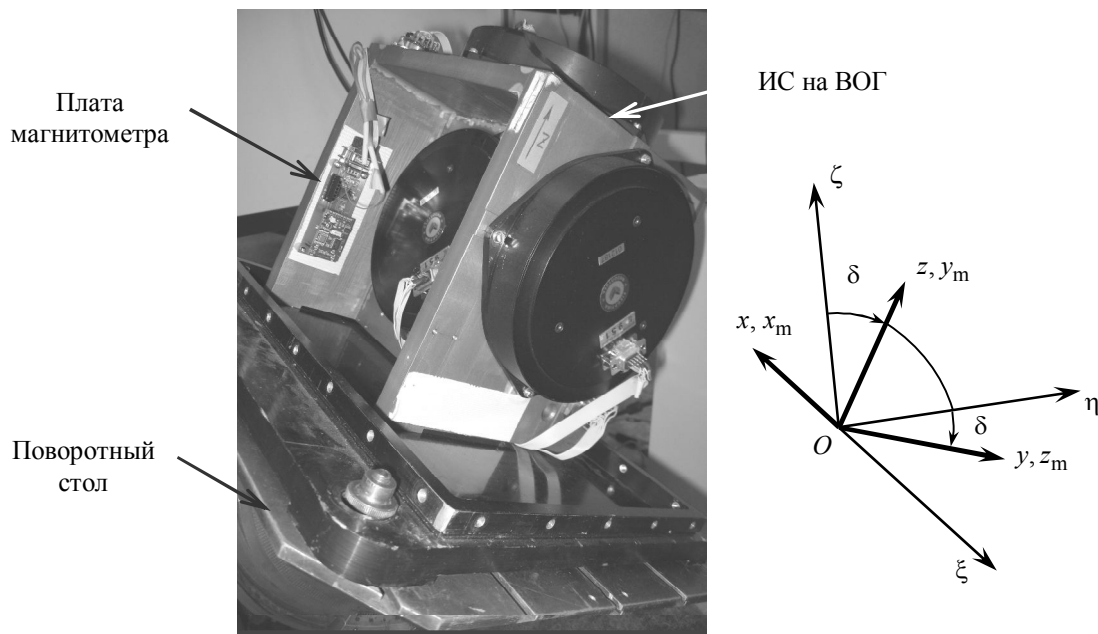 Плата
магнитометра
ИС на ВОГ
N
ζ
δ
z, yₘ
x, xₘ
η
O
δ
y, zₘ
ξ
Поворотный
стол